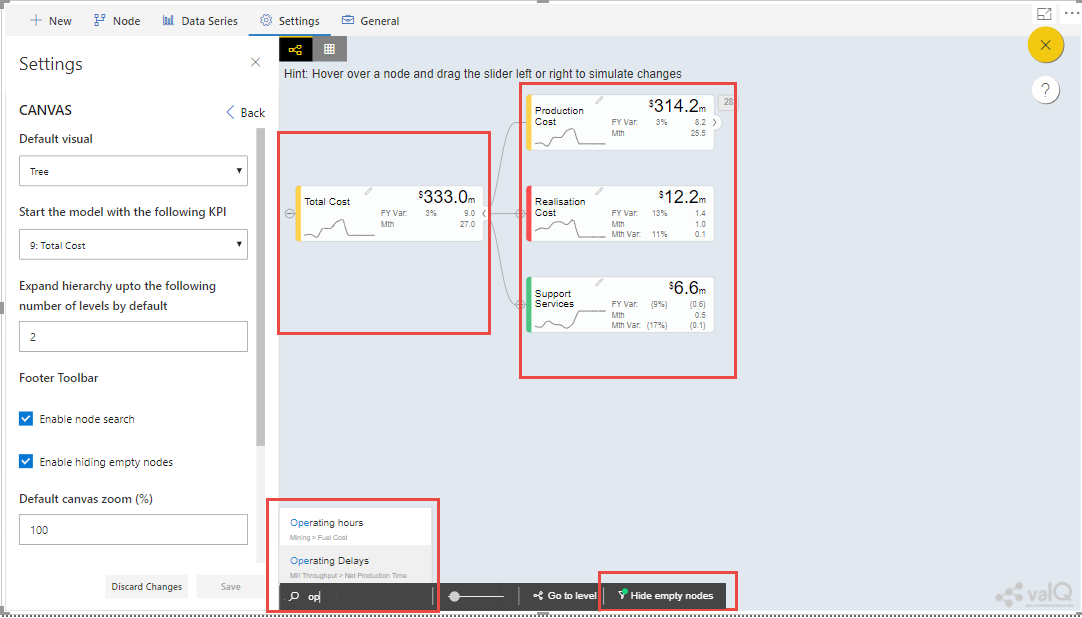 New
Node
Data Series
Settings
General
Settings
CANVAS
Back
Default visual
Tree
Start the model with the following KPI
9: Total Cost
Expand hierarchy upto the following
number of levels by default
2
Footer Toolbar
Enable node search
Enable hiding empty nodes
Default canvas zoom (%)
100
Discard Changes
Save
Hint: Hover over a node and drag the slider left or right to simulate changes
Total Cost
$333.0m
FY Var: 3% 9.0
Mth 27.0
Production
Cost
$314.2m
28
FY Var: 3% 8.2
Mth 25.5
Realisation
Cost
$12.2m
FY Var: 13% 1.4
Mth 1.0
Mth Var: 11% 0.1
Support
Services
$6.6m
FY Var: (9%) (0.6)
Mth 0.5
Mth Var: (17%) (0.1)
Operating hours
Mining > Fuel Cost
Operating Delays
Mill Throughput > Net Production Time
op
Go to level
Hide empty nodes
?
valQ